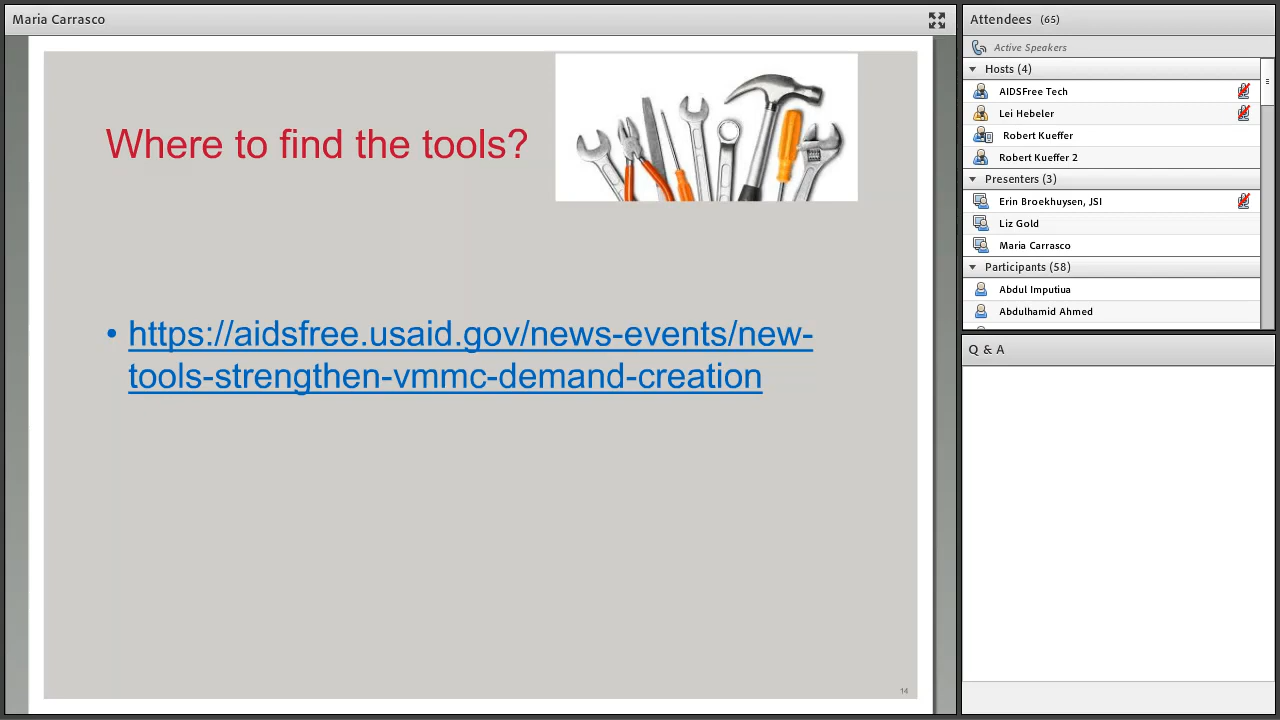 Maria Carrasco
Where to find the tools?
• https://aidsfree.usaid.gov/news-events/new-
tools-strengthen-vmmc-demand-creation
14
Attendees (65)
Active Speakers
Hosts (4)
AIDSFree Tech
Lei Hebeler
Robert Kueffer
Robert Kueffer 2
Presenters (3)
Erin Broekhuysen, JSI
Liz Gold
Maria Carrasco
Participants (58)
Abdul Imputiua
Abdulhamid Ahmed
Q & A